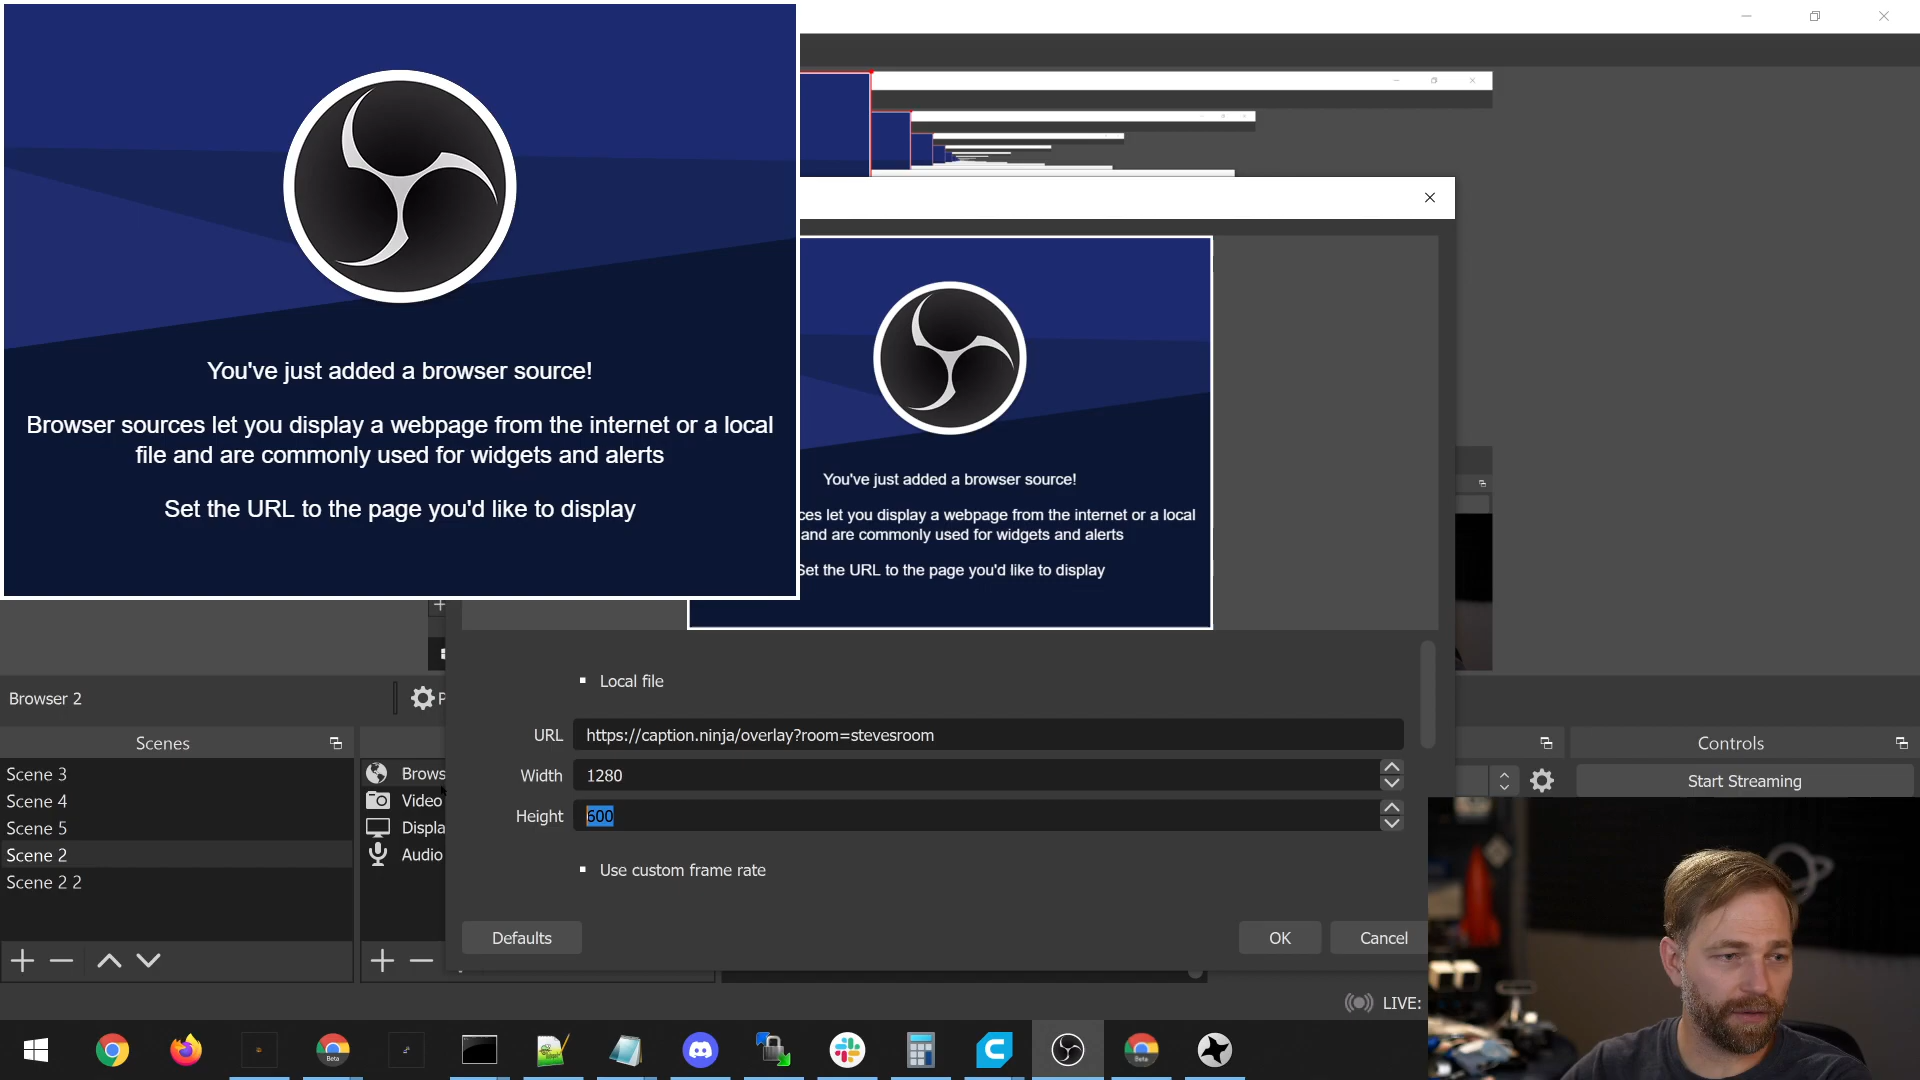 You've just added a browser source!
Browser sources let you display a webpage from the internet or a local
file and are commonly used for widgets and alerts
Set the URL to the page you'd like to display
You've just added a browser source!
ces let you display a webpage from the internet or a local
and are commonly used for widgets and alerts
Set the URL to the page you'd like to display
Local file
URL https://caption.ninja/overlay?room=stevesroom
Width 1280
Height 600
Use custom frame rate
Defaults
OK
Cancel
Browser 2
P
Scenes
Scene 3
Scene 4
Scene 5
Scene 2
Scene 2 2
Brows
Video
Displa
Audio
Controls
Start Streaming
LIVE:
Beta
Beta